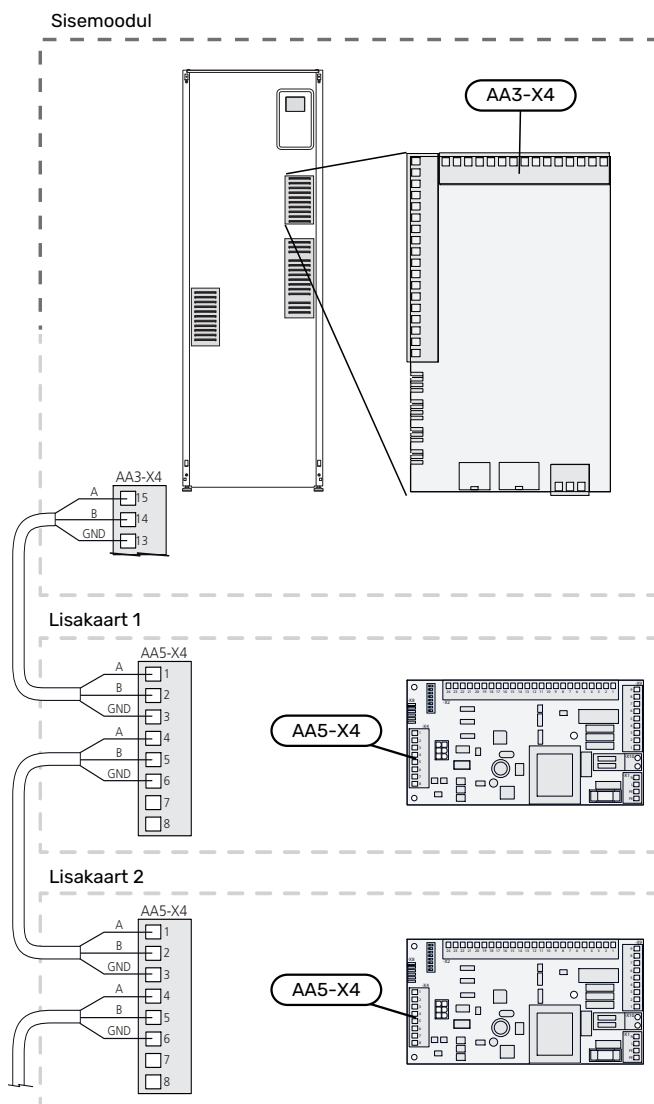 Sisemoodul
AA3-X4
AA3-X4
A 15
B 14
GND 13
Lisakaart 1
AA5-X4
A 1
B 2
GND 3
A 4
B 5
GND 6
7
8
AA5-X4
Lisakaart 2
AA5-X4
A 1
B 2
GND 3
A 4
B 5
GND 6
7
8
AA5-X4